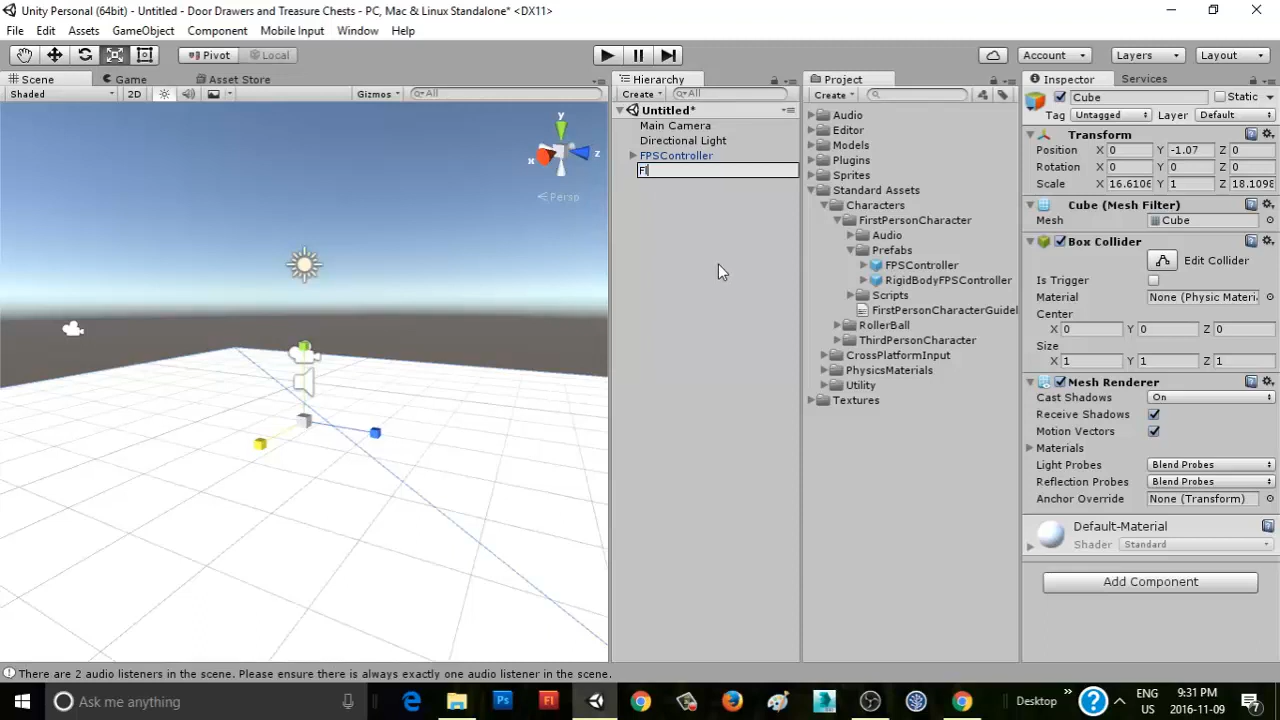 Unity Personal (64bit) - Untitled - Door Drawers and Treasure Chests - PC, Mac & Linux Standalone* <DX11>
File Edit Assets GameObject Component Mobile Input Window Help
Pivot Local Account Layers Layout
Scene Game Asset Store
Shaded 2D Gizmos All
y
x
z
Persp
Hierarchy
Create All
Untitled*
Main Camera
Directional Light
FPSController
Fl
Project
Create
Audio
Editor
Models
Plugins
Sprites
Standard Assets
Characters
FirstPersonCharacter
Audio
Prefabs
FPSController
RigidBodyFPSController
Scripts
FirstPersonCharacterGuidel
RollerBall
ThirdPersonCharacter
CrossPlatformInput
PhysicsMaterials
Utility
Textures
Inspector Services
Cube Static
Tag Untagged Layer Default
Transform
Position X 0 Y -1.07 Z 0
Rotation X 0 Y 0 Z 0
Scale X 16.6106 Y 1 Z 18.1098
Cube (Mesh Filter)
Mesh Cube
Box Collider
Edit Collider
Is Trigger
Material None (Physic Materi
Center
X 0 Y 0 Z 0
Size
X 1 Y 1 Z 1
Mesh Renderer
Cast Shadows On
Receive Shadows
Motion Vectors
Materials
Light Probes Blend Probes
Reflection Probes Blend Probes
Anchor Override None (Transform)
Default-Material
Shader Standard
Add Component
There are 2 audio listeners in the scene. Please ensure there is always exactly one audio listener in the scene.
Ask me anything Ps Fl Desktop ENG 9:31 PM
US 2016-11-09